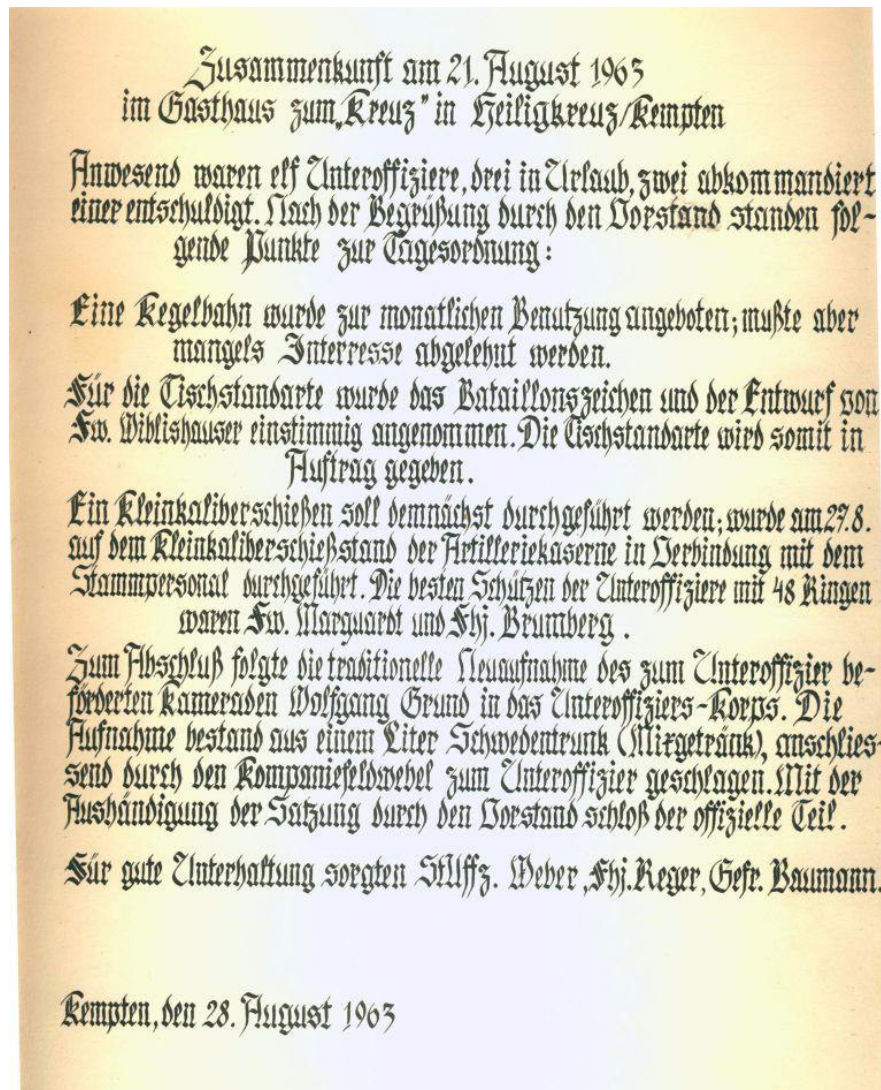 Zusammenkunft am 21. August 1963
im Gasthaus zum „Kreuz" in Heiligkreuz/Kempten
Anwesend waren elf Unteroffiziere, drei in Urlaub, zwei abkommandiert
einer entschuldigt. Nach der Begrüßung durch den Vorstand standen fol-
gende Punkte zur Tagesordnung:
Eine Kegelbahn wurde zur monatlichen Benutzung angeboten; mußte aber
mangels Interresse abgelehnt werden.
Für die Tischstandarte wurde das Bataillonszeichen und der Entwurf von
Fw. Wiblishauser einstimmig angenommen. Die Tischstandarte wird somit in
Auftrag gegeben.
Ein Kleinkaliberschießen soll demnächst durchgeführt werden; wurde am 27.8.
auf dem Kleinkaliberschießstand der Artilleriekaserne in Verbindung mit dem
Stammpersonal durchgeführt. Die besten Schützen der Unteroffiziere mit 48 Ringen
waren Fw. Marquardt und Fhj. Brumberg.
Zum Abschluß folgte die traditionelle Neuaufnahme des zum Unteroffizier be-
förderten Kameraden Wolfgang Grund in das Unteroffiziers-Korps. Die
Aufnahme bestand aus einem Liter Schwedentrunk (Mixgetränk), anschlies-
send durch den Kompaniefeldwebel zum Unteroffizier geschlagen. Mit der
Aushändigung der Satzung durch den Vorstand schloß der offizielle Teil.
Für gute Unterhaltung sorgten StUffz. Weber, Fhj. Reger, Gefr. Baumann.
Kempten, den 28. August 1963